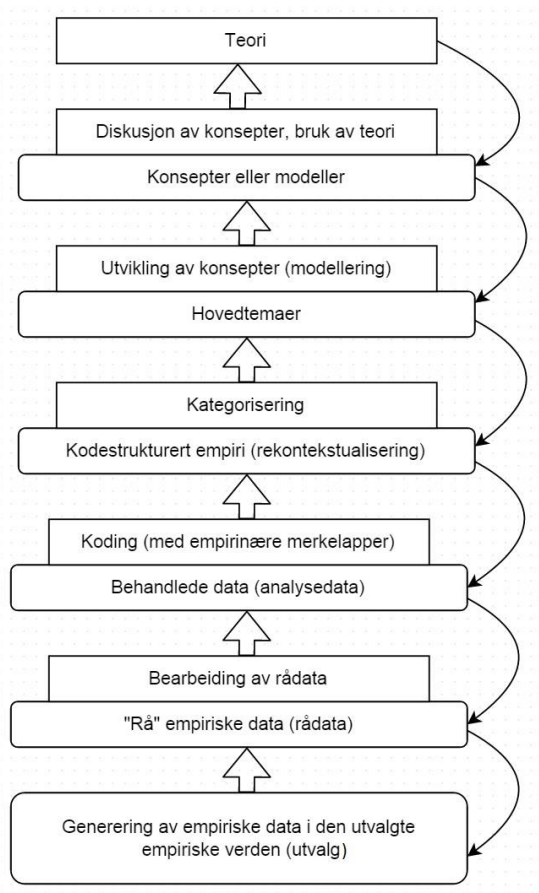 Teori
Diskusjon av konsepter, bruk av teori
Konsepter eller modeller
Utvikling av konsepter (modellering)
Hovedtemaer
Kategorisering
Kodestrukturert empiri (rekontekstualisering)
Koding (med empirinære merkelapper)
Behandlede data (analysedata)
Bearbeiding av rådata
"Rå" empiriske data (rådata)
Generering av empiriske data i den utvalgte
empiriske verden (utvalg)